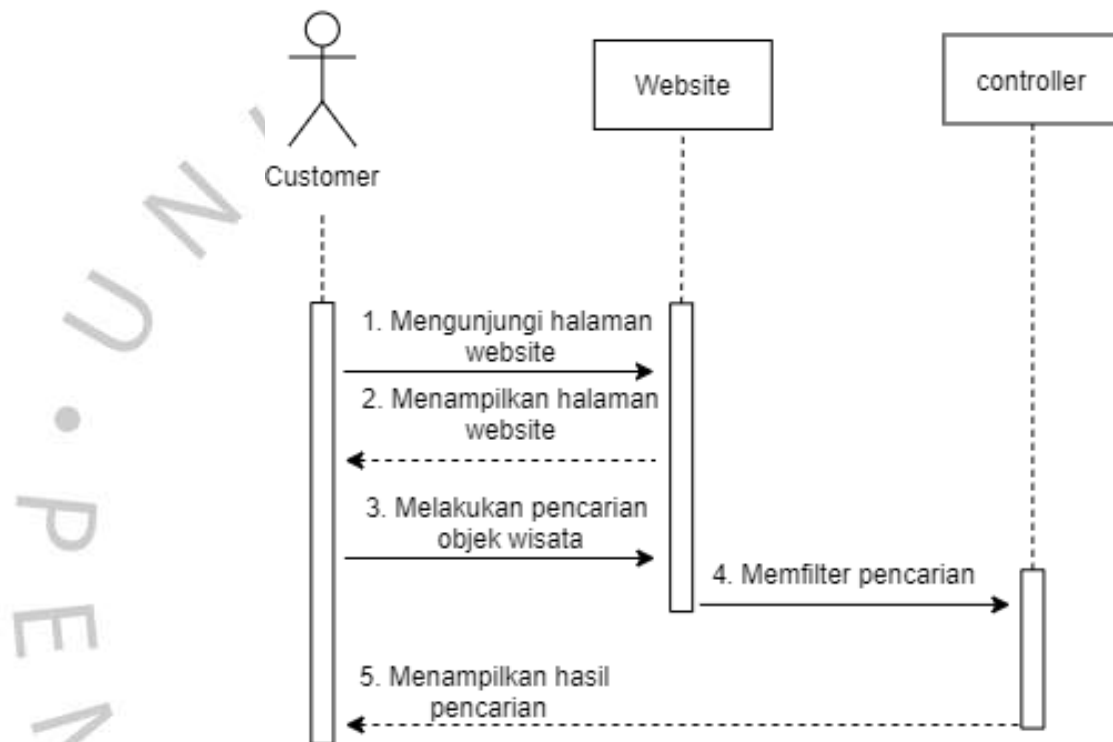 Customer
Website
controller
1. Mengunjungi halaman
website
2. Menampilkan halaman
website
3. Melakukan pencarian
objek wisata
4. Memfilter pencarian
5. Menampilkan hasil
pencarian
U N
P E N